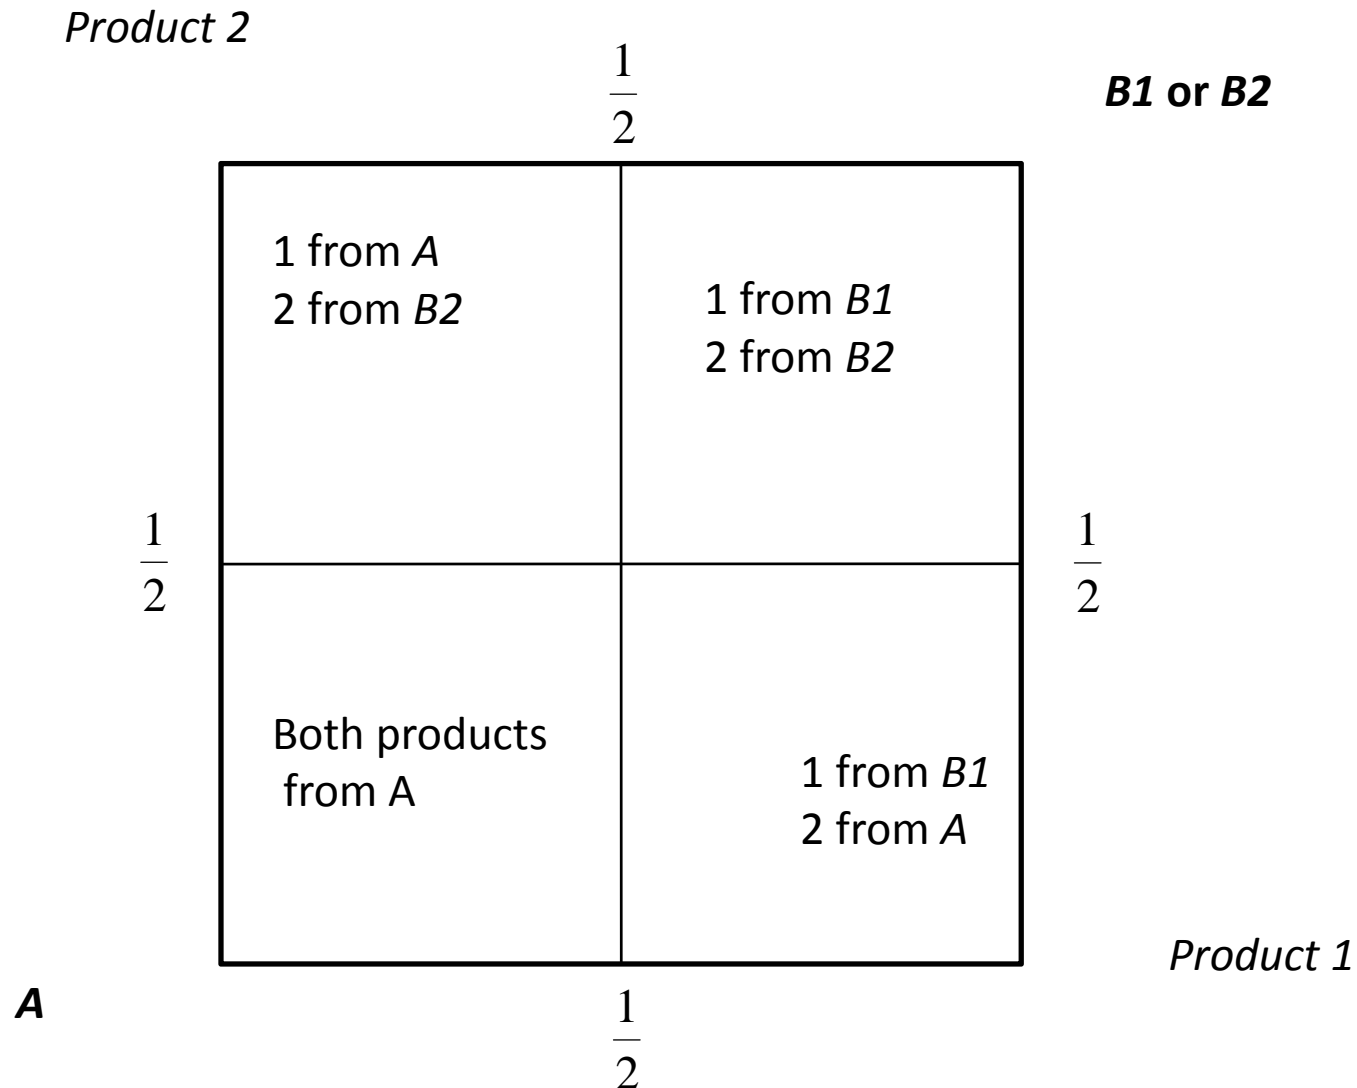 Product 2
1
2
B1 or B2
1 from A
2 from B2
1 from B1
2 from B2
1
2
1
2
Both products
from A
1 from B1
2 from A
Product 1
A
1
2